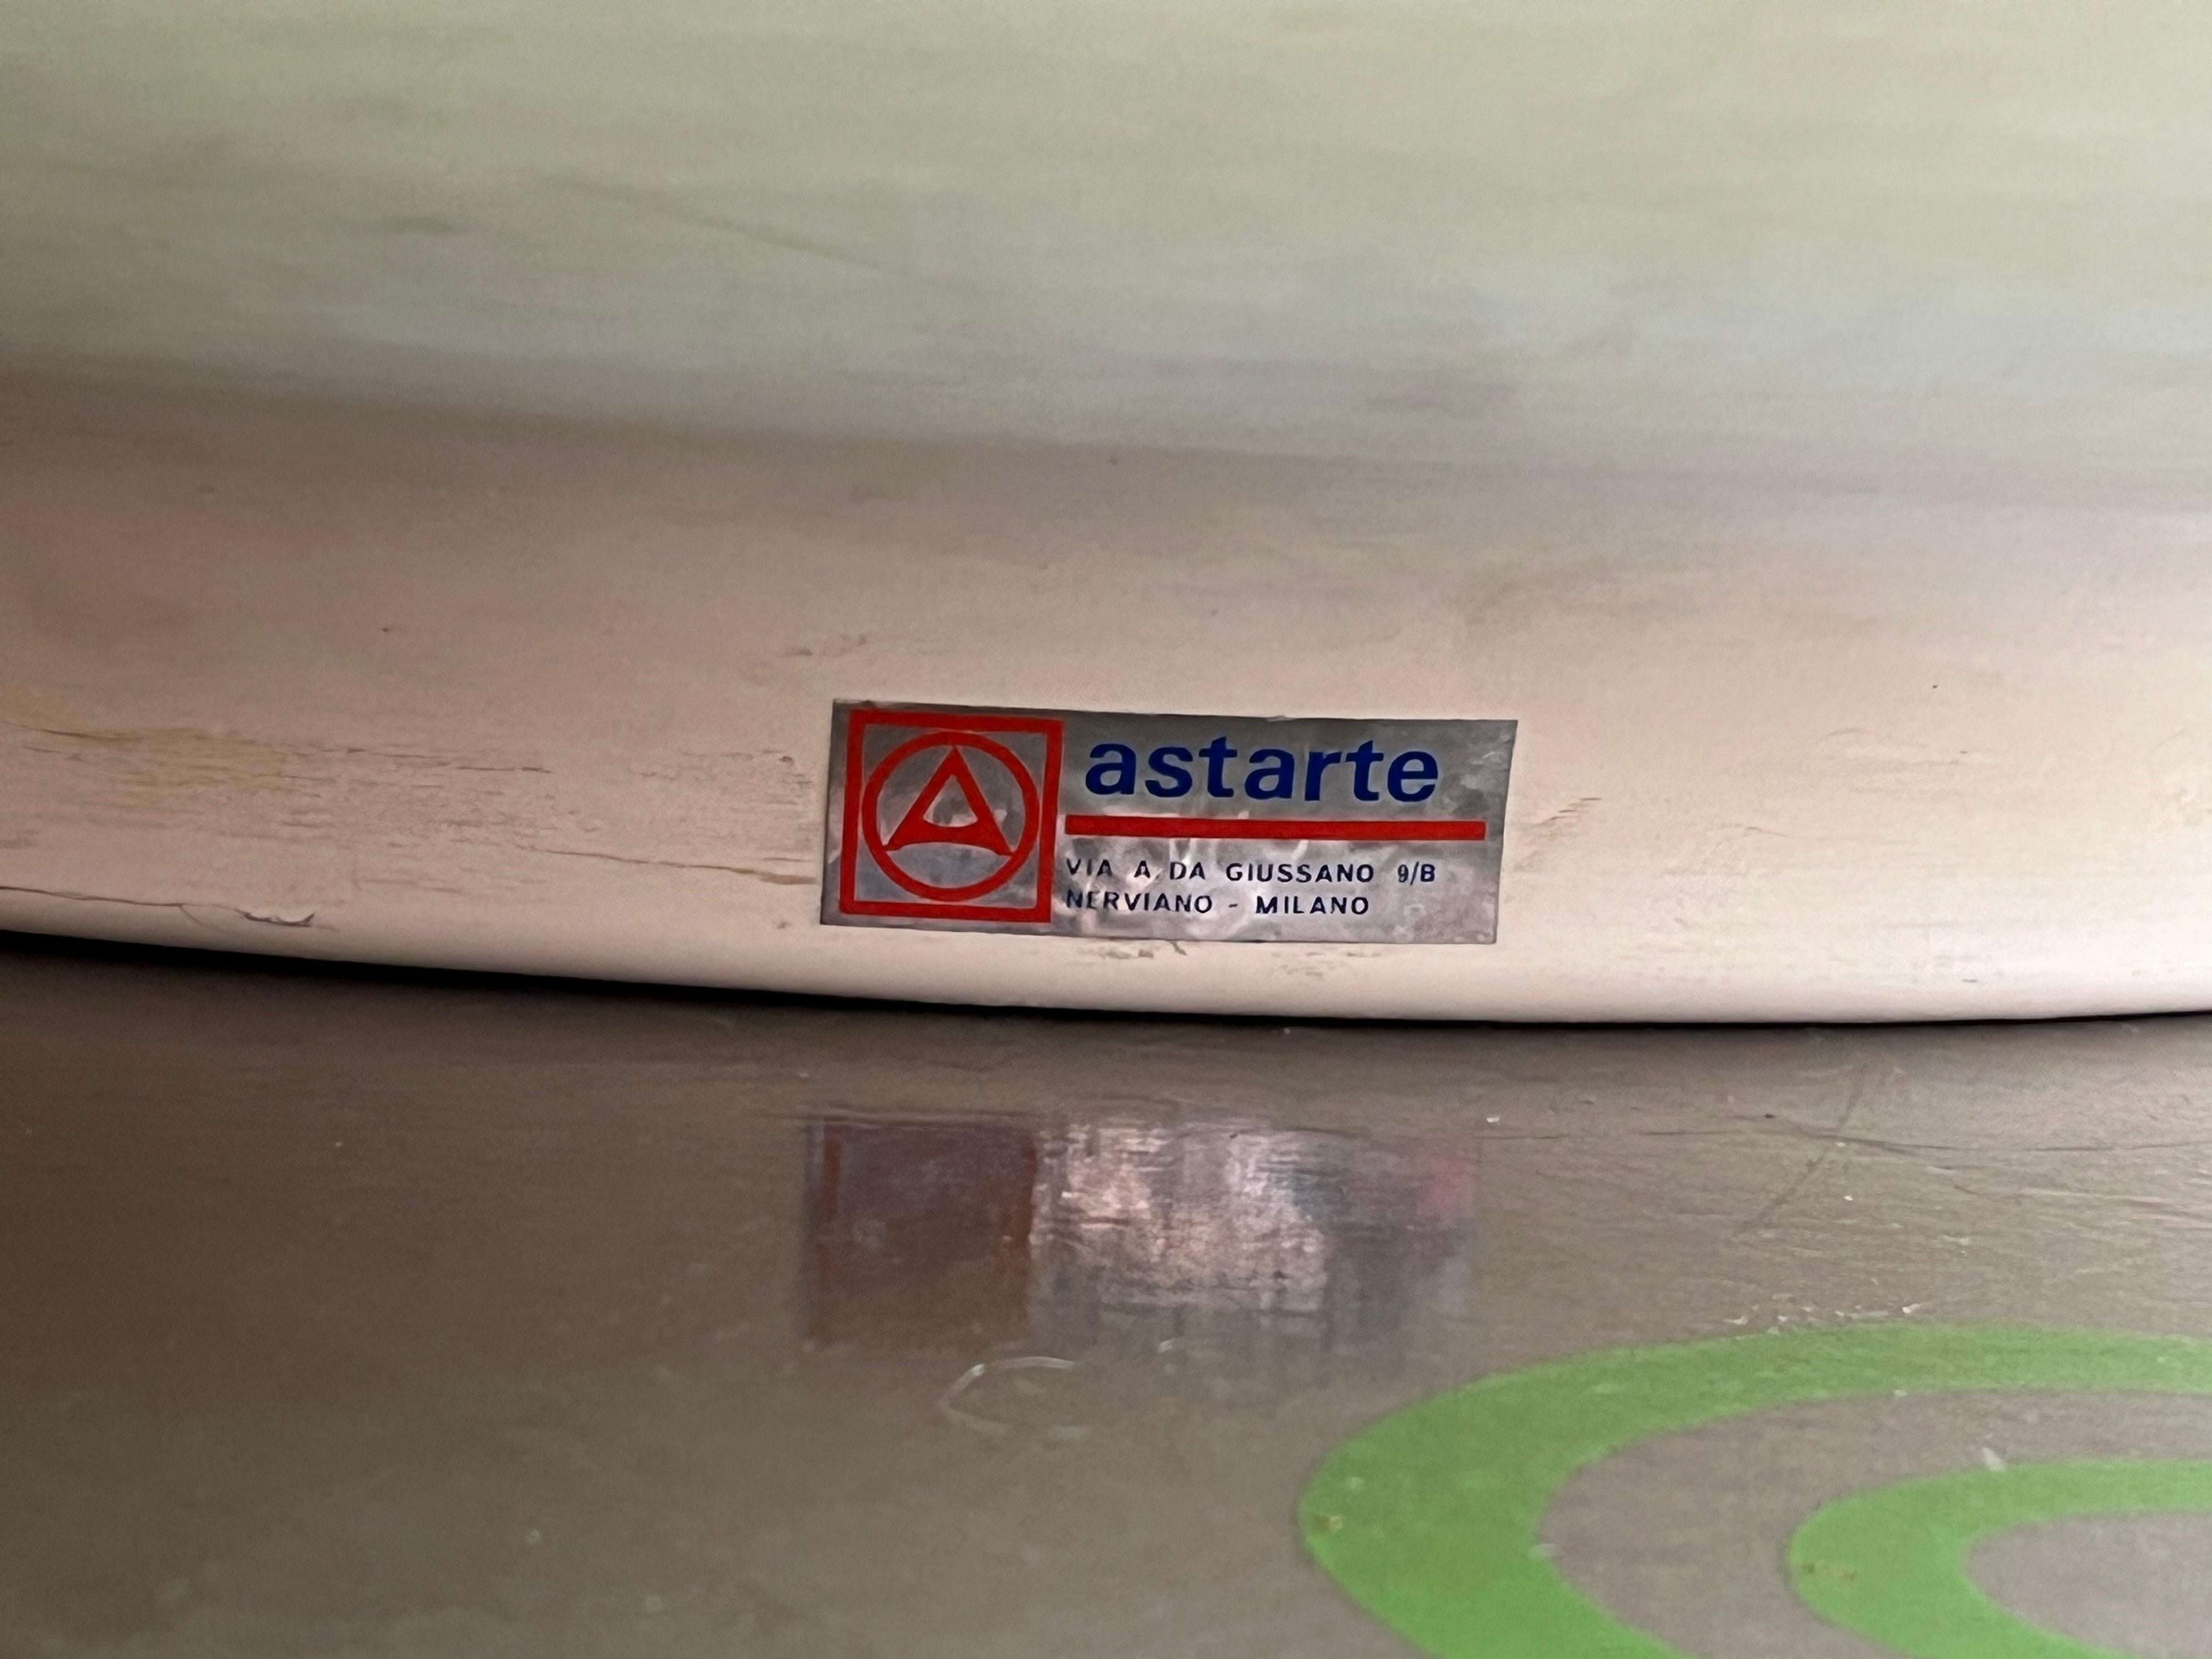 A
astarte
VIA A. DA GIUSSANO 9/B
NERVIANO - MILANO